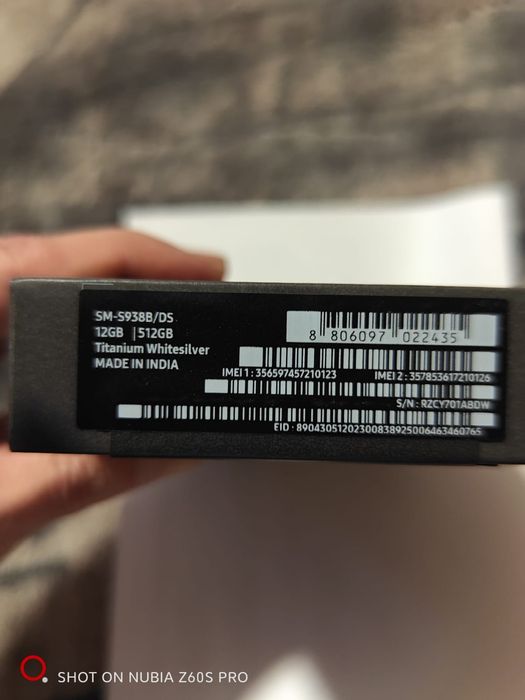 SM-S938B/DS
12GB | 512GB
Titanium Whitesilver
MADE IN INDIA
8 806097 022435
IMEI 1 : 356597457210123 IMEI 2 : 357853617210126
S/N : RZCY701ABDW
EID : 89043051202300838925006463460765
SHOT ON NUBIA Z60S PRO